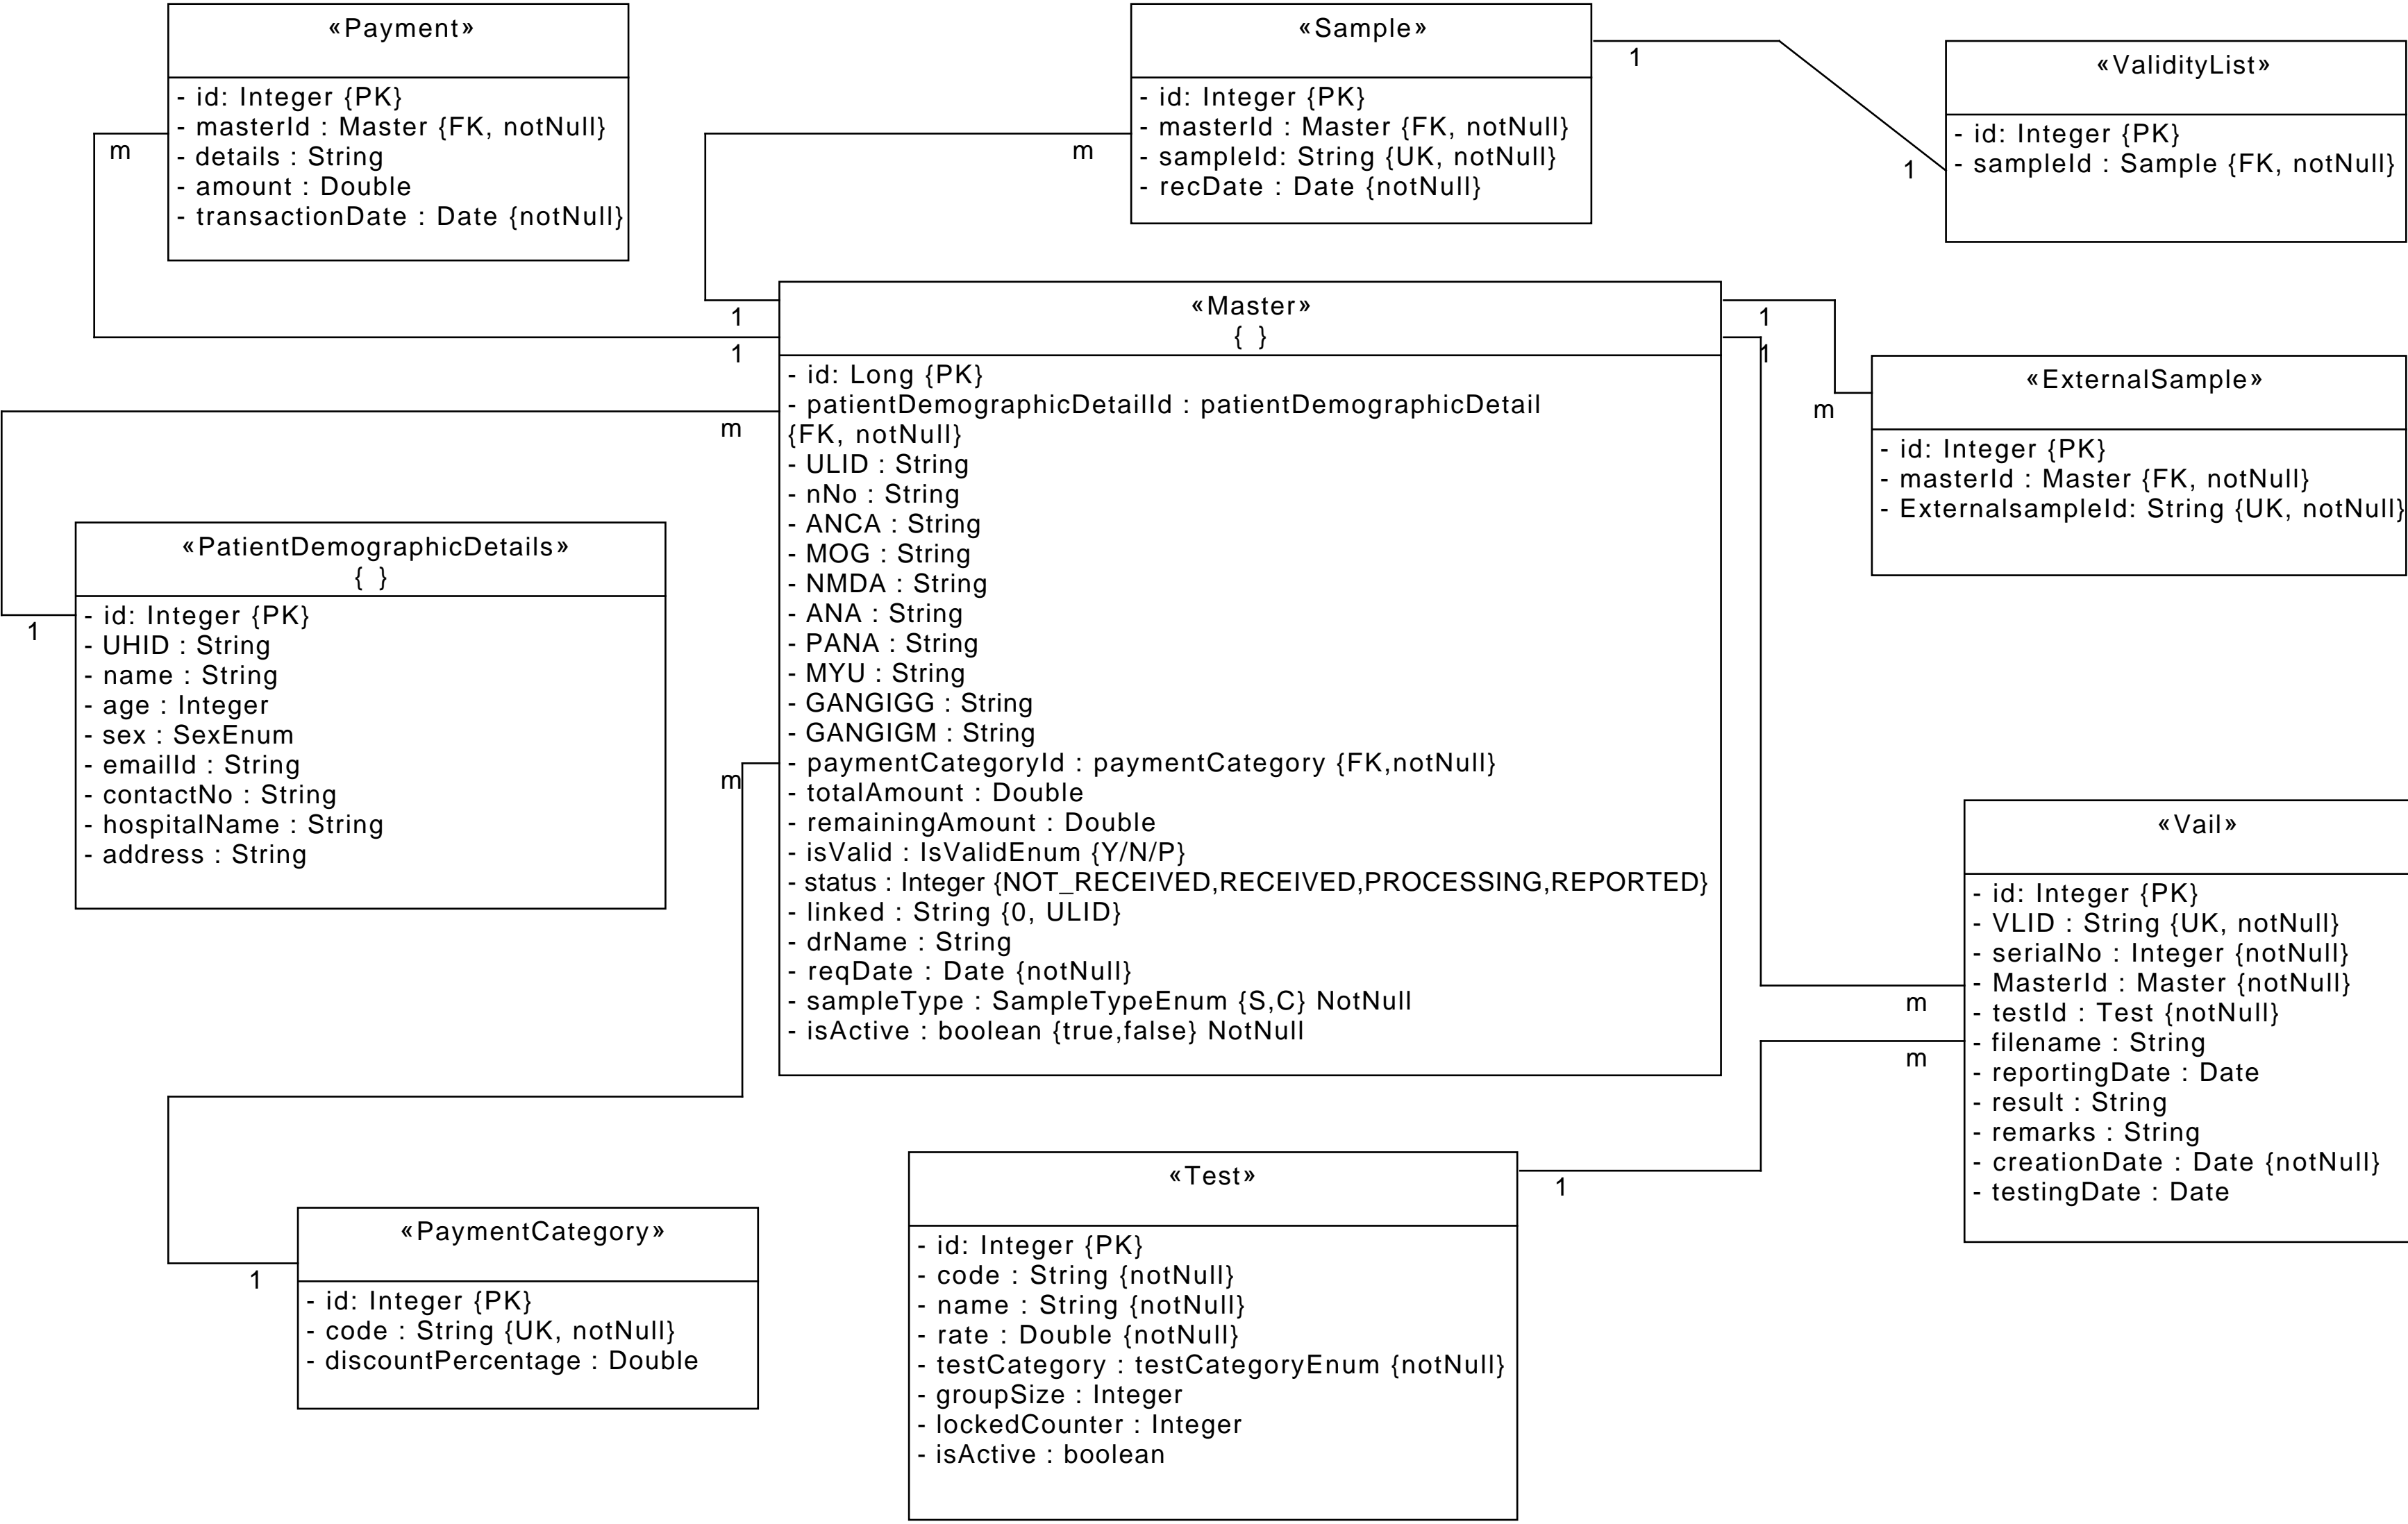 «Payment»
- id: Integer {PK}
- masterId : Master {FK, notNull}
- details : String
- amount : Double
- transactionDate : Date {notNull}
m
«Sample»
- id: Integer {PK}
- masterId : Master {FK, notNull}
- sampleId: String {UK, notNull}
- recDate : Date {notNull}
1
m
«ValidityList»
- id: Integer {PK}
- sampleId : Sample {FK, notNull}
1
«Master»
{ }
- id: Long {PK}
- patientDemographicDetailId : patientDemographicDetail
{FK, notNull}
- ULID : String
- nNo : String
- ANCA : String
- MOG : String
- NMDA : String
- ANA : String
- PANA : String
- MYU : String
- GANGIGG : String
- GANGIGM : String
- paymentCategoryId : paymentCategory {FK,notNull}
- totalAmount : Double
- remainingAmount : Double
- isValid : IsValidEnum {Y/N/P}
- status : Integer {NOT_RECEIVED,RECEIVED,PROCESSING,REPORTED}
- linked : String {0, ULID}
- drName : String
- reqDate : Date {notNull}
- sampleType : SampleTypeEnum {S,C} NotNull
- isActive : boolean {true,false} NotNull
1
1
m
m
1
1
«ExternalSample»
- id: Integer {PK}
- masterId : Master {FK, notNull}
- ExternalsampleId: String {UK, notNull}
m
«PatientDemographicDetails»
{ }
- id: Integer {PK}
- UHID : String
- name : String
- age : Integer
- sex : SexEnum
- emailId : String
- contactNo : String
- hospitalName : String
- address : String
1
«Vail»
- id: Integer {PK}
- VLID : String {UK, notNull}
- serialNo : Integer {notNull}
- MasterId : Master {notNull}
- testId : Test {notNull}
- filename : String
- reportingDate : Date
- result : String
- remarks : String
- creationDate : Date {notNull}
- testingDate : Date
m
m
«PaymentCategory»
- id: Integer {PK}
- code : String {UK, notNull}
- discountPercentage : Double
1
«Test»
- id: Integer {PK}
- code : String {notNull}
- name : String {notNull}
- rate : Double {notNull}
- testCategory : testCategoryEnum {notNull}
- groupSize : Integer
- lockedCounter : Integer
- isActive : boolean
1